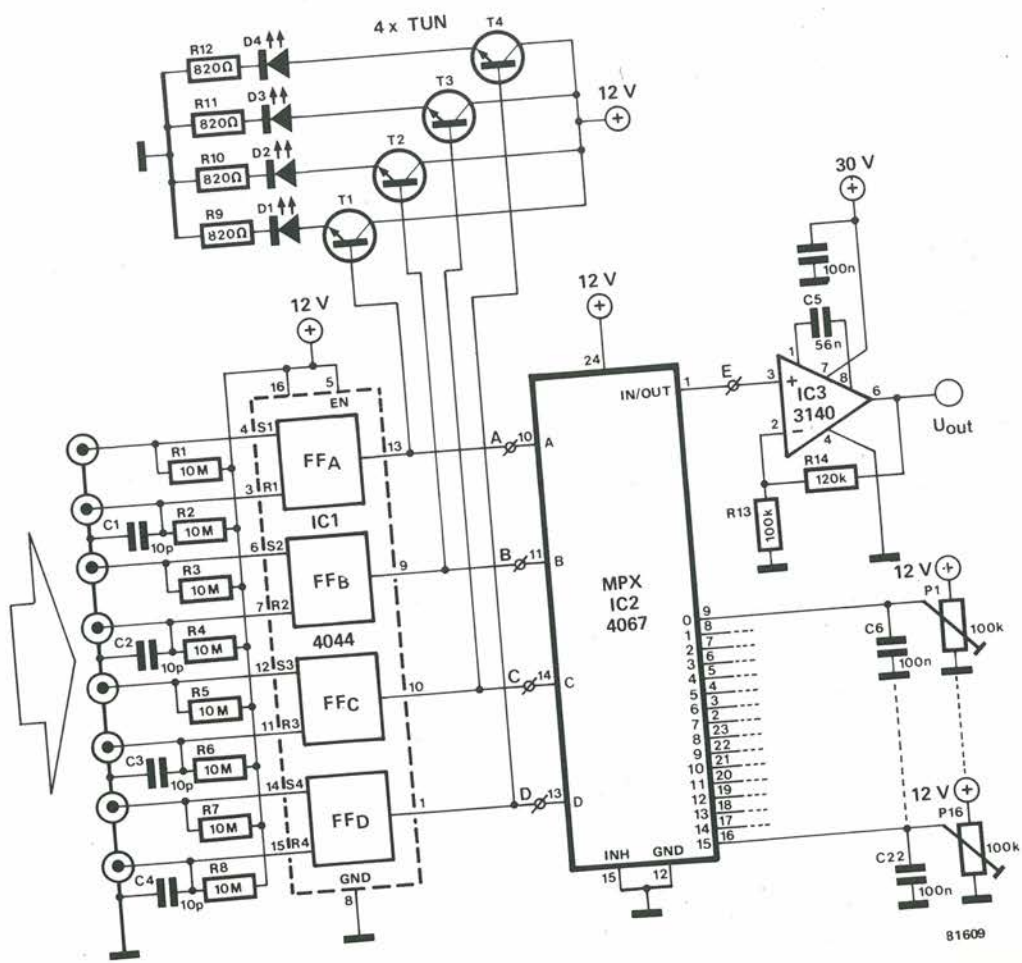 4 x TUN
T4
R12
D4
820Ω
T3
R11
D3
820Ω
12 V
+
T2
R10
D2
820Ω
T1
R9
D1
820Ω
30 V
+
100n
C5
56n
12 V
+
12 V
+
24
16
5
EN
IN/OUT
1
E
3
+
1
7
8
IC3
3140
6
Uout
2
−
4
R14
120k
R13
100k
4
S1
R1
10M
FFA
13
A
10
A
3
R1
C1
10p
R2
10M
IC1
6
S2
R3
10M
FFB
9
B
11
B
7
R2
C2
10p
R4
10M
4044
MPX
IC2
4067
12
S3
R5
10M
FFC
10
C
14
C
11
R3
C3
10p
R6
10M
14
S4
R7
10M
FFD
1
D
13
D
15
R4
C4
10p
R8
10M
GND
8
INH
GND
15
12
0
9
1
8
2
7
3
6
4
5
5
4
6
3
7
2
8
23
9
22
10
21
11
20
12
19
13
18
14
17
15
16
12 V
+
P1
100k
C6
100n
12 V
+
P16
100k
C22
100n
81609